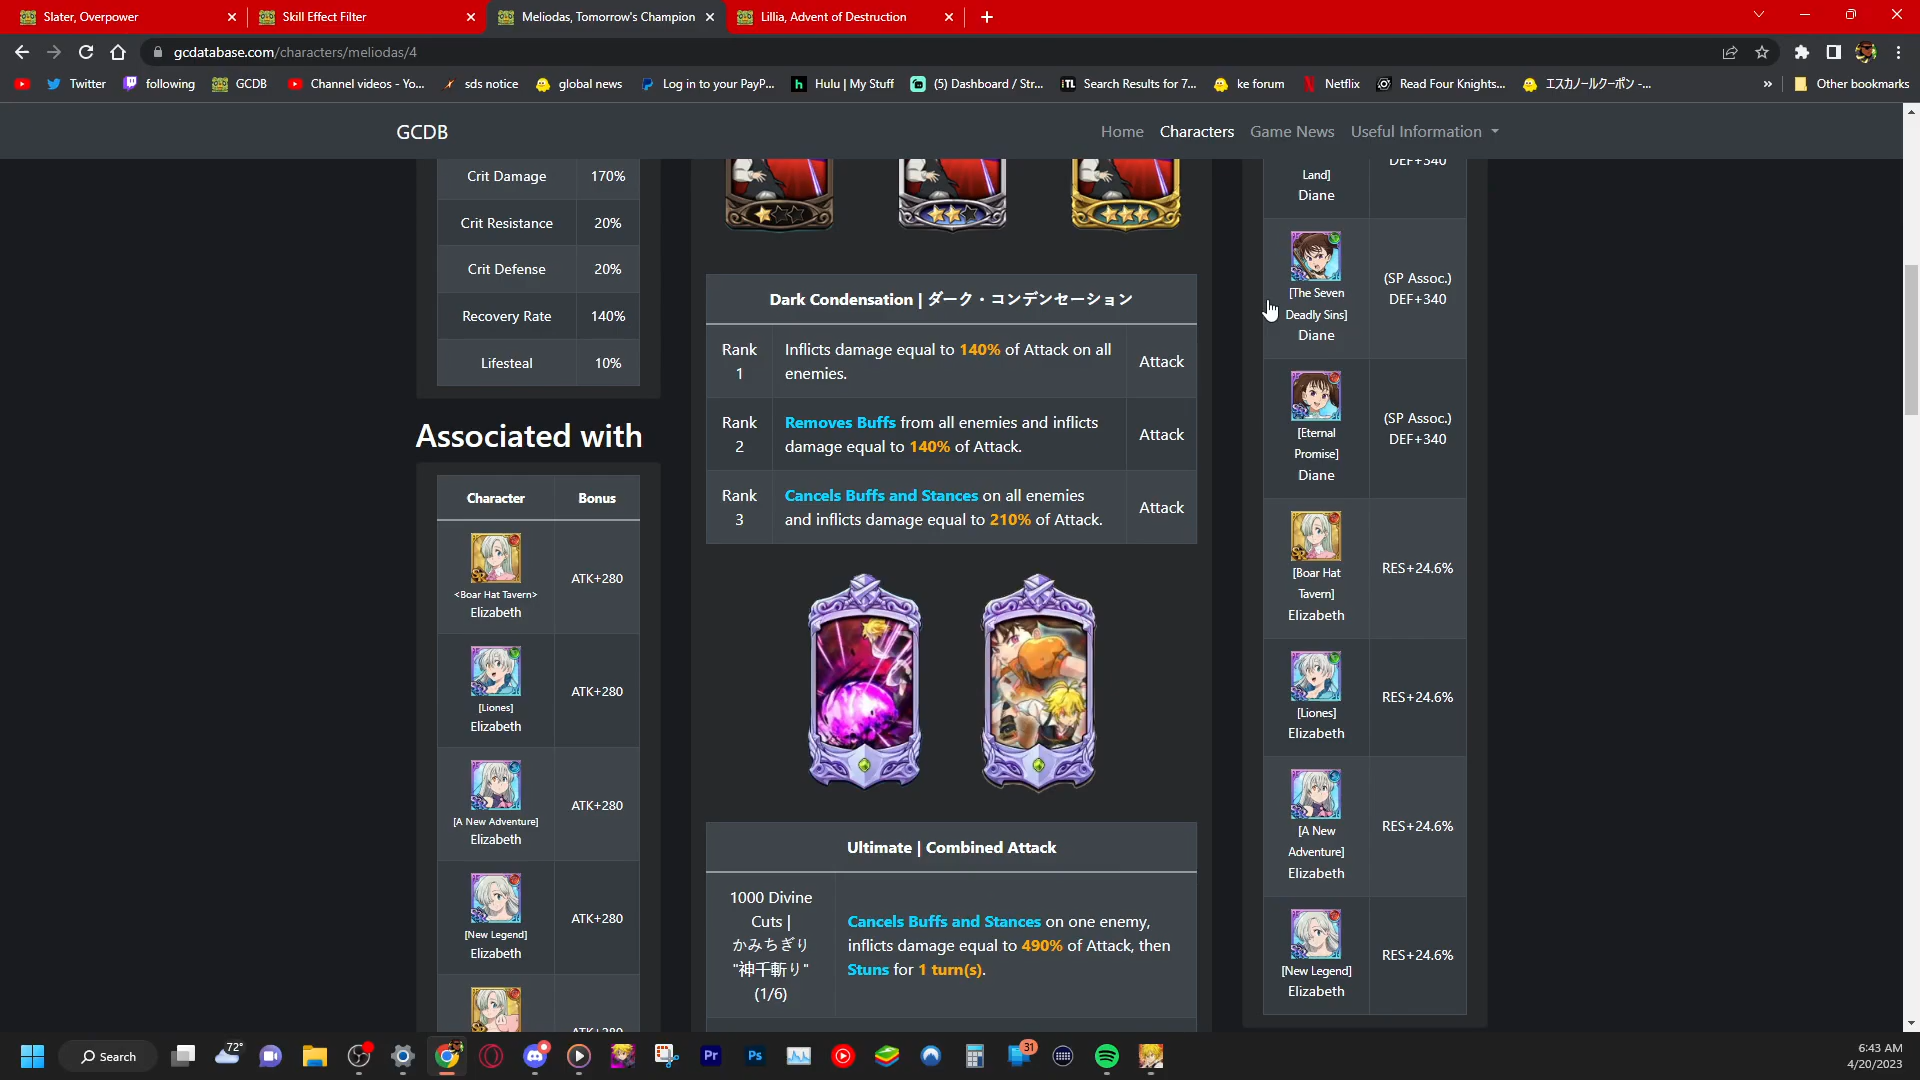 Slater, Overpower
Skill Effect Filter
Meliodas, Tomorrow's Champion
Lillia, Advent of Destruction
gcdatabase.com/characters/meliodas/4
Twitter
following
GCDB
Channel videos - Yo...
sds notice
global news
Log in to your PayP...
Hulu | My Stuff
(5) Dashboard / Str...
Search Results for 7...
ke forum
Netflix
Read Four Knights...
エスカノールクーポン -...
»
Other bookmarks
GCDB
Home
Characters
Game News
Useful Information
Crit Damage 170%
Crit Resistance 20%
Crit Defense 20%
Recovery Rate 140%
Lifesteal 10%
Associated with
Character Bonus
<Boar Hat Tavern>
Elizabeth
ATK+280
[Liones]
Elizabeth
ATK+280
[A New Adventure]
Elizabeth
ATK+280
[New Legend]
Elizabeth
ATK+280
Dark Condensation | ダーク・コンデンセーション
Rank
1
Inflicts damage equal to 140% of Attack on all
enemies.
Attack
Rank
2
Removes Buffs from all enemies and inflicts
damage equal to 140% of Attack.
Attack
Rank
3
Cancels Buffs and Stances on all enemies
and inflicts damage equal to 210% of Attack.
Attack
Ultimate | Combined Attack
1000 Divine
Cuts |
かみちぎり
"神千斬り"
(1/6)
Cancels Buffs and Stances on one enemy,
inflicts damage equal to 490% of Attack, then
Stuns for 1 turn(s).
Land]
Diane
DEF+340
[The Seven
Deadly Sins]
Diane
(SP Assoc.)
DEF+340
[Eternal
Promise]
Diane
(SP Assoc.)
DEF+340
[Boar Hat
Tavern]
Elizabeth
RES+24.6%
[Liones]
Elizabeth
RES+24.6%
[A New
Adventure]
Elizabeth
RES+24.6%
[New Legend]
Elizabeth
RES+24.6%
Search
72°
Pr
Ps
31
6:43 AM
4/20/2023